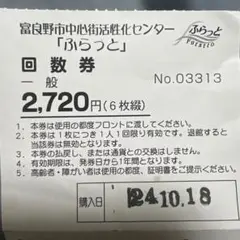 富良野市中心街活性化センター
「ふらっと」
ふらっと
FURATTO
回数券
一般
No.03313
2,720円(6枚綴)
1．本券は使用の都度フロントに渡してください。
2．本券は1枚につき1人1回限り有効です。退館すると
当該券は無効となります。
3．本券の払戻し、または通貨との交換はしません。
4．有効期限は、発券日から1年間となります。
5．高齢者・障がい者は使用の都度、証明書をご提示ください。
購入日
24.10.18